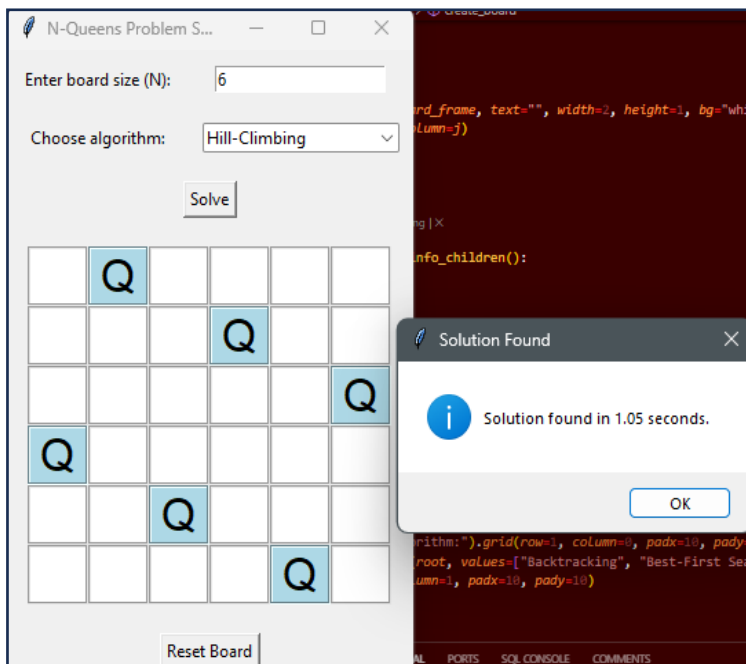 N-Queens Problem S...
Enter board size (N): 6
Choose algorithm: Hill-Climbing
Solve
Q
Q
Q
Q
Q
Q
Reset Board
create_board
rd_frame, text="", width=2, height=1, bg="whi
lumn=j)
ng | ×
nfo_children():
Solution Found
Solution found in 1.05 seconds.
OK
rithm:").grid(row=1, column=0, padx=10, pady=
root, values=["Backtracking", "Best-First Sea
umn=1, padx=10, pady=10)
AL PORTS SQL CONSOLE COMMENTS